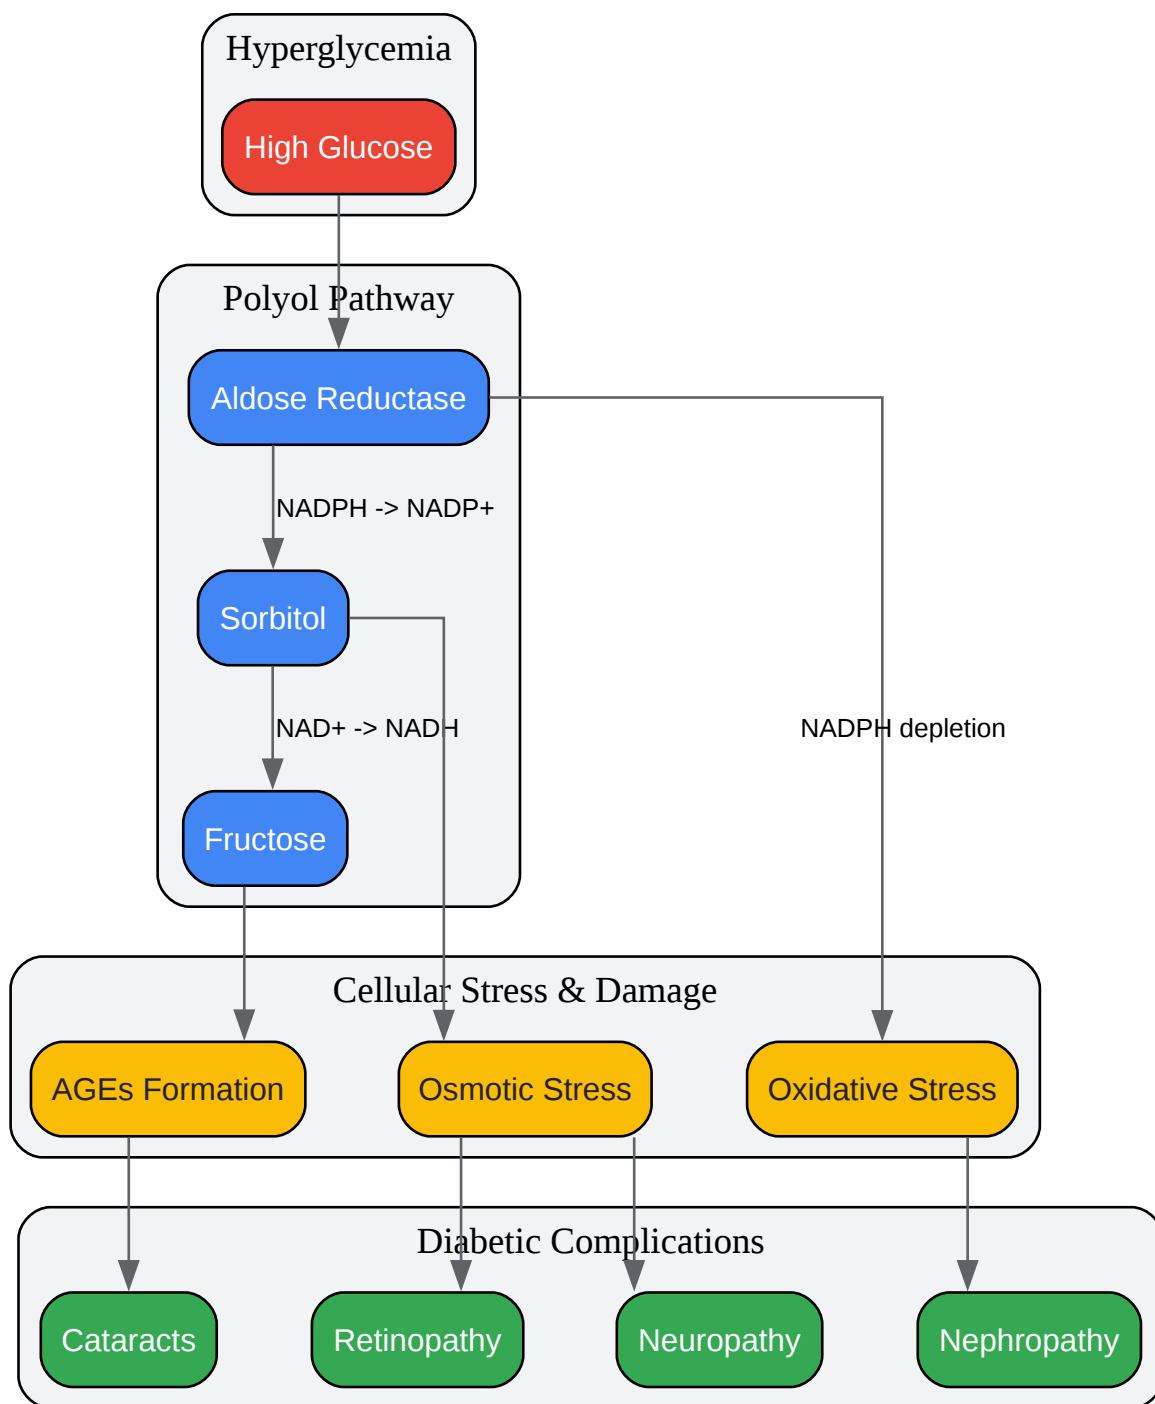 Hyperglycemia
High Glucose
Polyol Pathway
Aldose Reductase
NADPH -> NADP+
Sorbitol
NAD+ -> NADH
NADPH depletion
Fructose
Cellular Stress & Damage
AGEs Formation
Osmotic Stress
Oxidative Stress
Diabetic Complications
Cataracts
Retinopathy
Neuropathy
Nephropathy